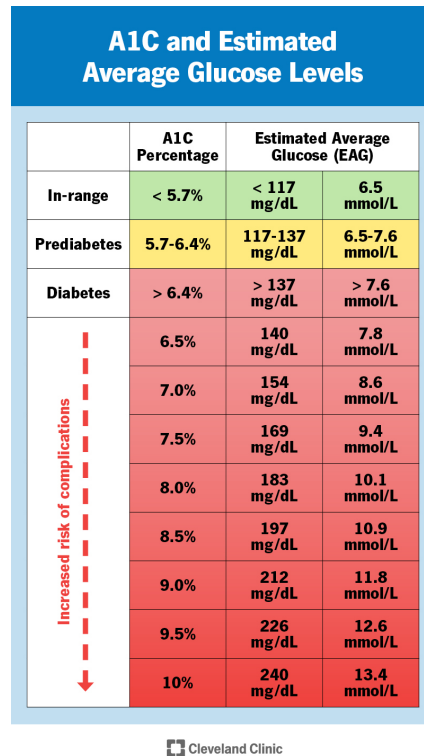 A1C and Estimated
Average Glucose Levels
A1C
Percentage
Estimated Average
Glucose (EAG)
In-range
< 5.7%
< 117
mg/dL
6.5
mmol/L
Prediabetes
5.7-6.4%
117-137
mg/dL
6.5-7.6
mmol/L
Diabetes
> 6.4%
> 137
mg/dL
> 7.6
mmol/L
Increased risk of complications
6.5%
140
mg/dL
7.8
mmol/L
7.0%
154
mg/dL
8.6
mmol/L
7.5%
169
mg/dL
9.4
mmol/L
8.0%
183
mg/dL
10.1
mmol/L
8.5%
197
mg/dL
10.9
mmol/L
9.0%
212
mg/dL
11.8
mmol/L
9.5%
226
mg/dL
12.6
mmol/L
10%
240
mg/dL
13.4
mmol/L
Cleveland Clinic